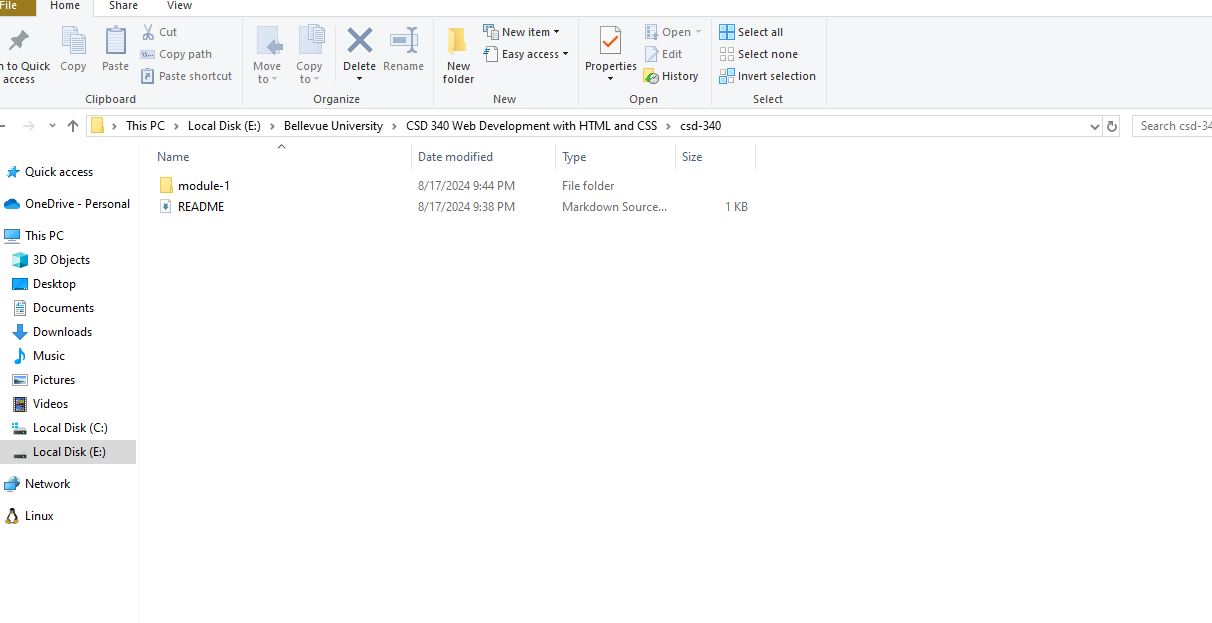 File Home Share View
n to Quick access
Copy
Paste
Cut
Copy path
Paste shortcut
Clipboard
Move to
Copy to
Delete
Rename
Organize
New folder
New item
Easy access
New
Properties
Open
Edit
History
Open
Select all
Select none
Invert selection
Select
This PC > Local Disk (E:) > Bellevue University > CSD 340 Web Development with HTML and CSS > csd-340
Search csd-34
Name Date modified Type Size
module-1 8/17/2024 9:44 PM File folder
README 8/17/2024 9:38 PM Markdown Source... 1 KB
Quick access
OneDrive - Personal
This PC
3D Objects
Desktop
Documents
Downloads
Music
Pictures
Videos
Local Disk (C:)
Local Disk (E:)
Network
Linux